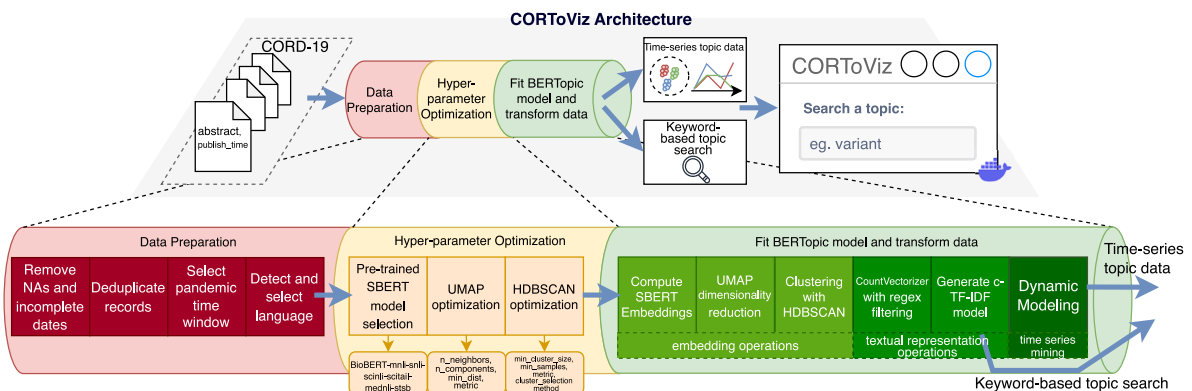 CORToViz Architecture
CORD-19
abstract,
publish_time
Data
Preparation
Hyper-
parameter
Optimization
Fit BERTopic
model and
transform data
Time-series topic data
Keyword-
based topic
search
CORToViz
Search a topic:
eg. variant
Data Preparation
Remove
NAs and
incomplete
dates
Deduplicate
records
Select
pandemic
time
window
Detect and
select
language
Hyper-parameter Optimization
Pre-trained
SBERT
model
selection
UMAP
optimization
HDBSCAN
optimization
BioBERT-mnli-snli-
scinli-scitail-
mednli-stsb
n_neighbors,
n_components,
min_dist,
metric
min_cluster_size,
min_samples,
metric,
cluster_selection
method
Fit BERTopic model and transform data
Compute
SBERT
Embeddings
UMAP
dimensionality
reduction
Clustering
with
HDBSCAN
CountVectorizer
with regex
filtering
Generate c-
TF-IDF
model
Dynamic
Modeling
embedding operations
textual representation
operations
time series
mining
Time-series
topic data
Keyword-based topic search